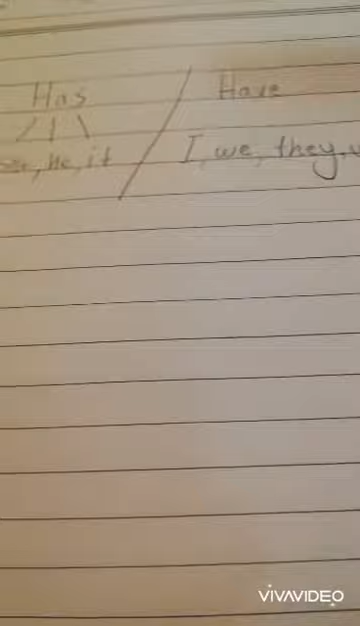 Has / Have
he, it I, we, they,
VIVAVIDEO